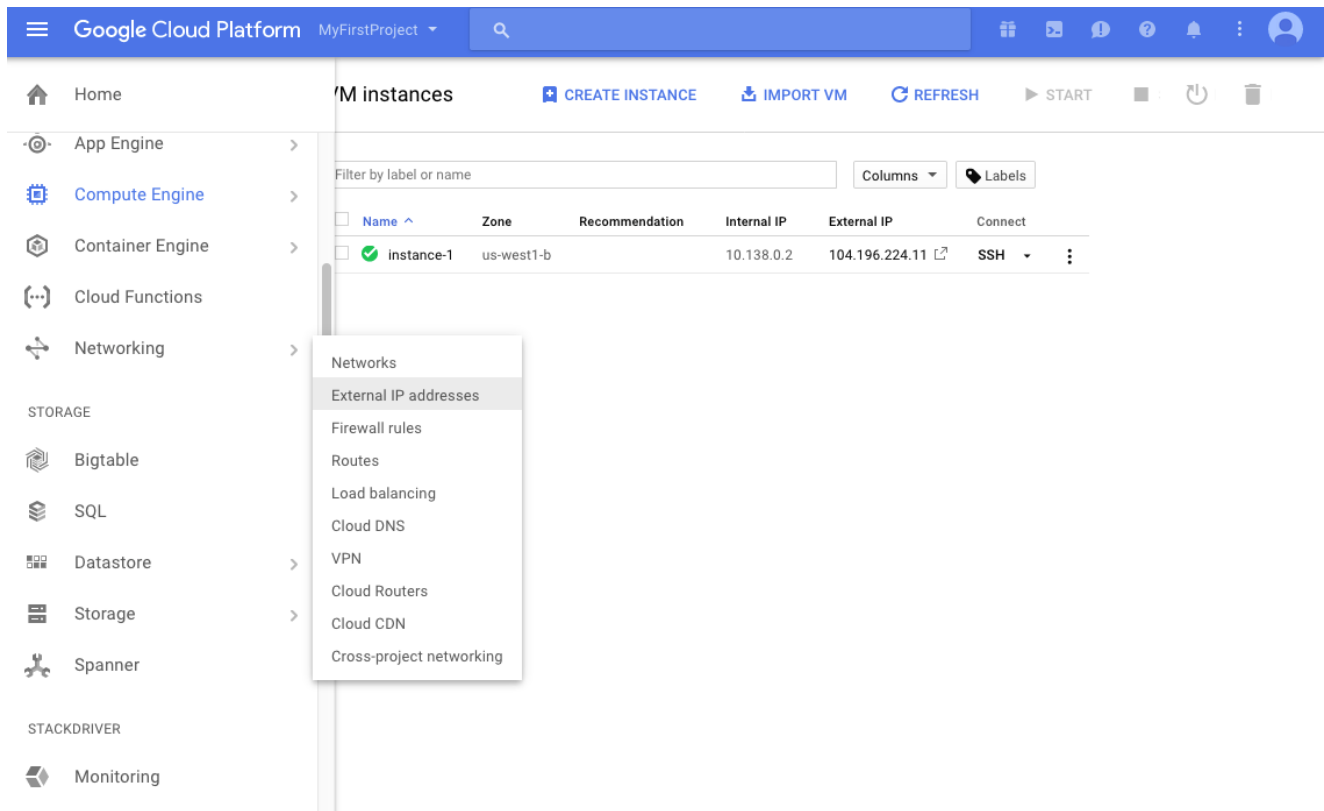 Google Cloud Platform MyFirstProject
Home
VM instances CREATE INSTANCE IMPORT VM REFRESH START
App Engine
Compute Engine
Container Engine
Cloud Functions
Networking
STORAGE
Bigtable
SQL
Datastore
Storage
Spanner
STACKDRIVER
Monitoring
Filter by label or name Columns Labels
Name Zone Recommendation Internal IP External IP Connect
instance-1 us-west1-b 10.138.0.2 104.196.224.11 SSH
Networks
External IP addresses
Firewall rules
Routes
Load balancing
Cloud DNS
VPN
Cloud Routers
Cloud CDN
Cross-project networking